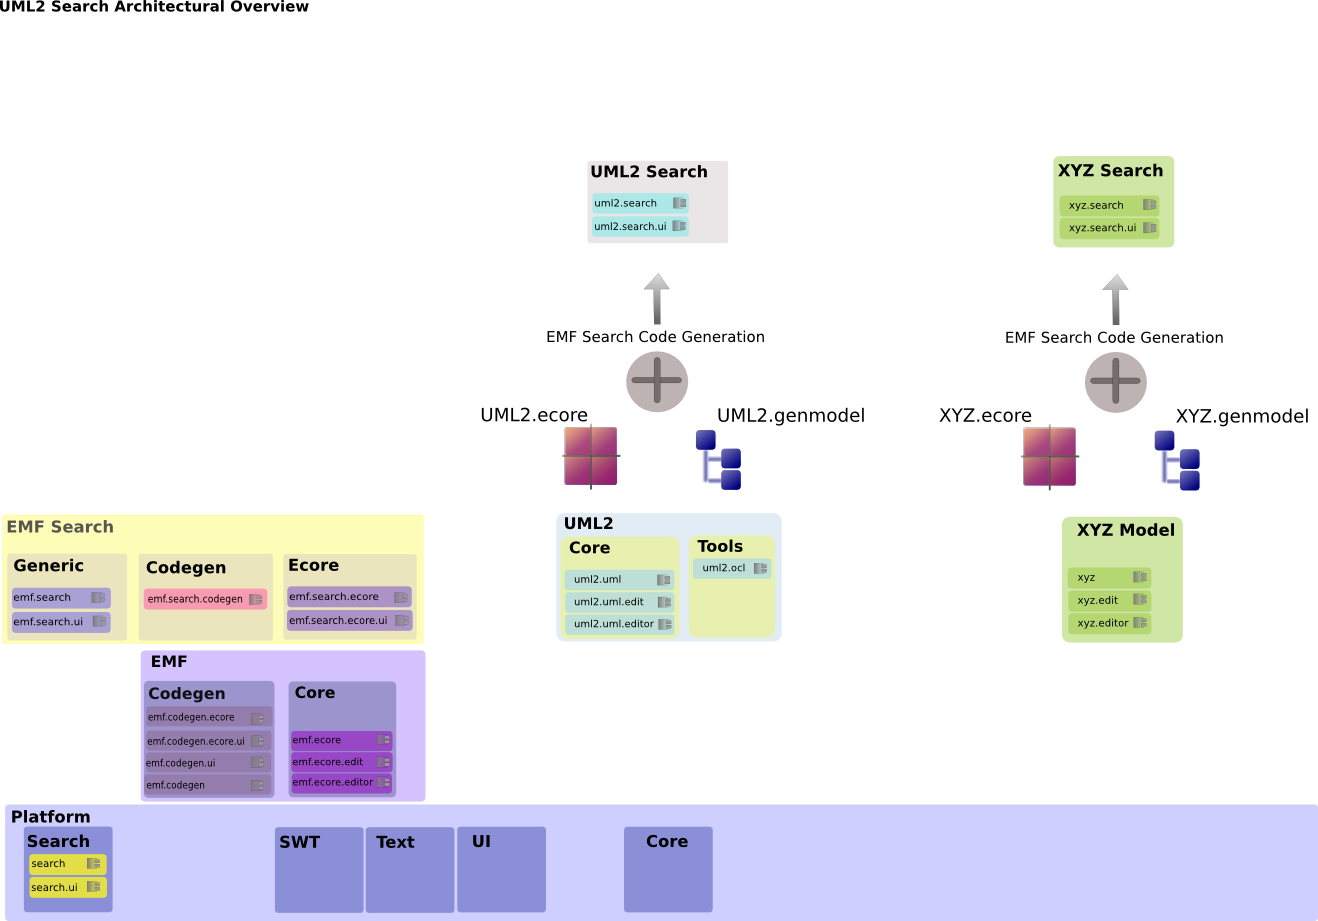 UML2 Search Architectural Overview
UML2 Search
uml2.search
uml2.search.ui
XYZ Search
xyz.search
xyz.search.ui
EMF Search Code Generation
EMF Search Code Generation
UML2.ecore
UML2.genmodel
XYZ.ecore
XYZ.genmodel
EMF Search
Generic
emf.search
emf.search.ui
Codegen
emf.search.codegen
Ecore
emf.search.ecore
emf.search.ecore.ui
UML2
Core
uml2.uml
uml2.uml.edit
uml2.uml.editor
Tools
uml2.ocl
XYZ Model
xyz
xyz.edit
xyz.editor
EMF
Codegen
emf.codegen.ecore
emf.codegen.ecore.ui
emf.codegen.ui
emf.codegen
Core
emf.ecore
emf.ecore.edit
emf.ecore.editor
Platform
Search
search
search.ui
SWT
Text
UI
Core